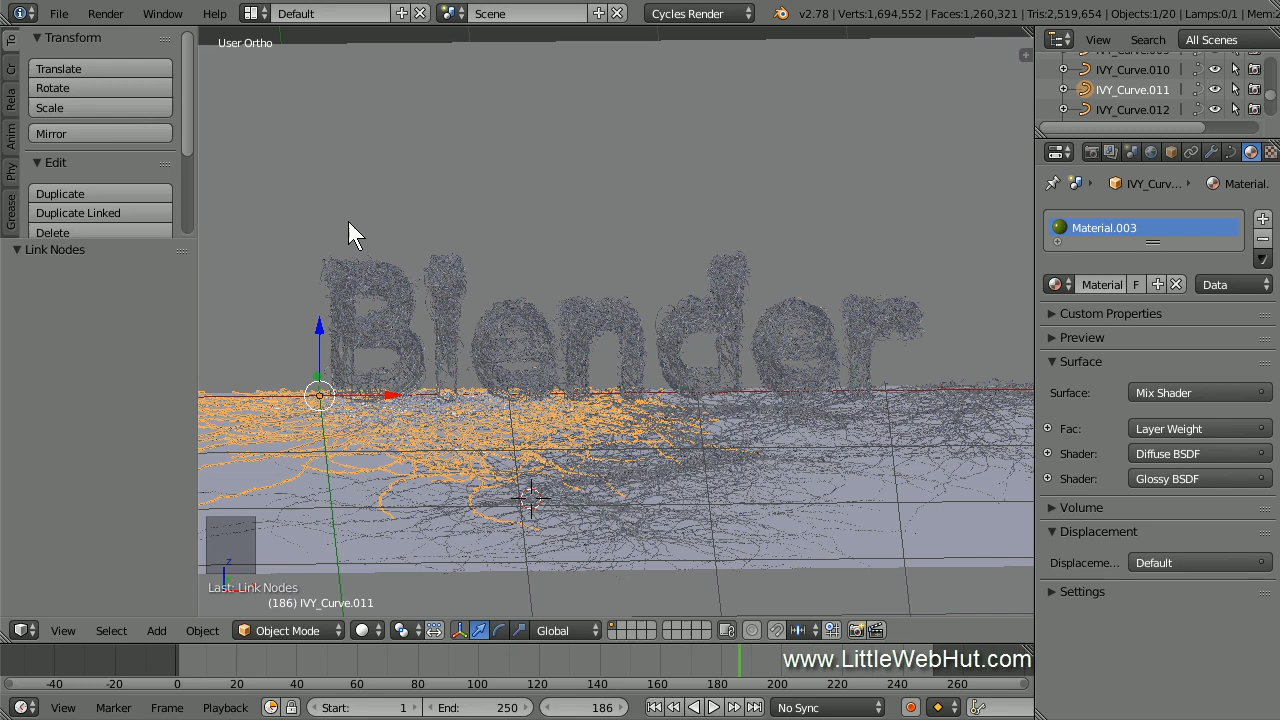 File Render Window Help Default Scene Cycles Render v2.78 | Verts:1,694,552 | Faces:1,260,321 | Tris:2,519,654 | Objects:1/20 | Lamps:0/1 | Mem:
To
Cr
Rela
Anim
Phy
Grease
Transform
Translate
Rotate
Scale
Mirror
Edit
Duplicate
Duplicate Linked
Delete
Link Nodes
User Ortho
Blender
z
Last: Link Nodes
(186) IVY_Curve.011
View Search All Scenes
IVY_Curve.010
IVY_Curve.011
IVY_Curve.012
IVY_Curv... Material.
Material.003
Material F Data
Custom Properties
Preview
Surface
Surface: Mix Shader
Fac: Layer Weight
Shader: Diffuse BSDF
Shader: Glossy BSDF
Volume
Displacement
Displaceme... Default
Settings
View Select Add Object Object Mode Global
www.LittleWebHut.com
-40 -20 0 20 40 60 80 100 120 140 160 180 200 220 240 260
View Marker Frame Playback Start: 1 End: 250 186 No Sync